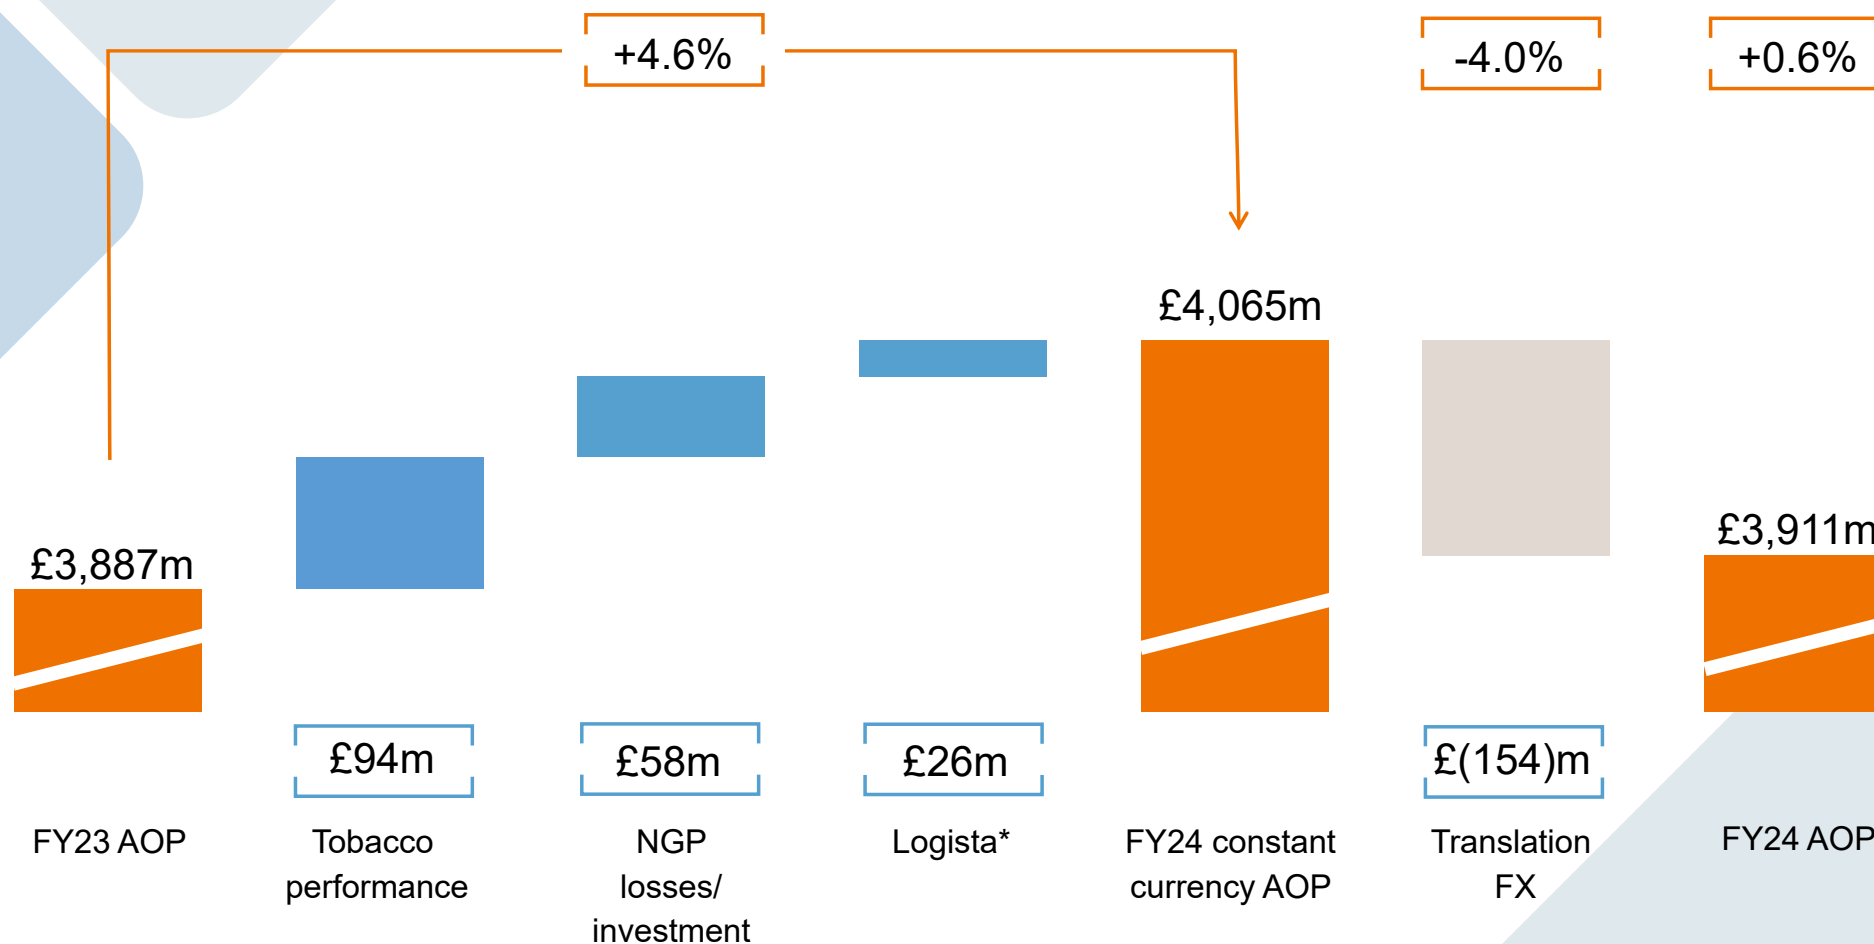 +4.6%
-4.0%
+0.6%
£4,065m
£3,911m
£3,887m
£94m
£58m
£26m
£(154)m
FY23 AOP
Tobacco
performance
NGP
losses/
investment
Logista*
FY24 constant
currency AOP
Translation
FX
FY24 AOP